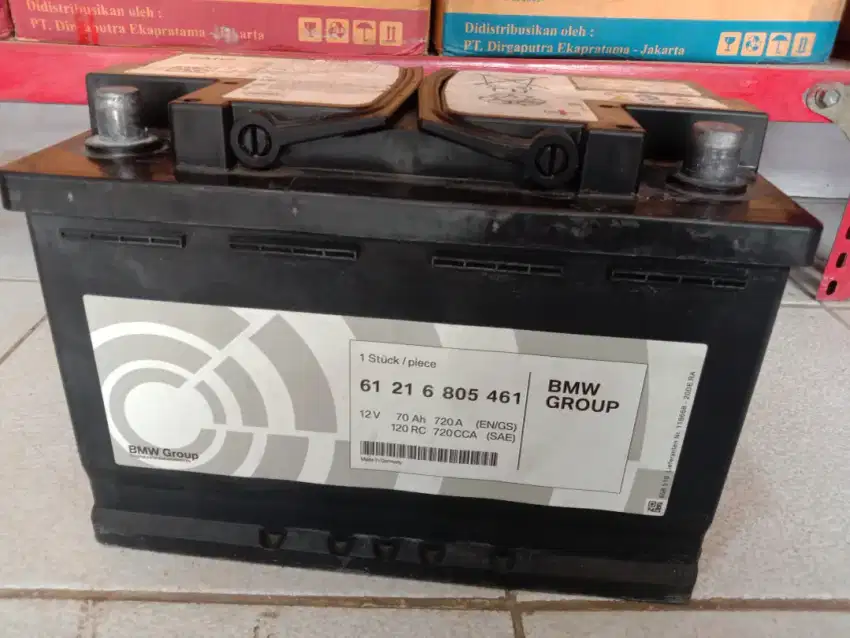 Didistribusikan oleh :
PT. Dirgaputra Ekapratama - Jakarta
Didistribusikan oleh :
PT. Dirgaputra Ekapratama - Jakarta
1 Stück / piece
61 21 6 805 461
12 V 70 Ah 720 A (EN/GS)
120 RC 720 CCA (SAE)
Made in Germany
BMW
GROUP
BMW Group